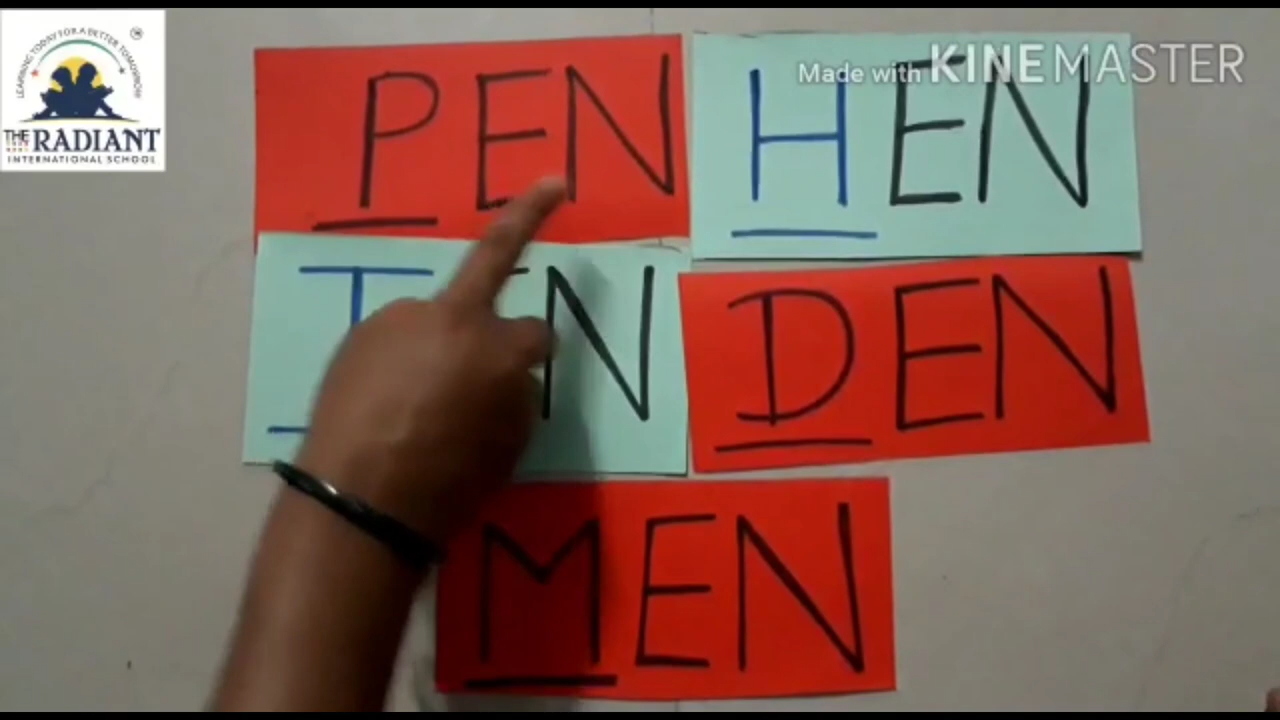 LEARNING TODAY FOR A BETTER TOMORROW
THE RADIANT
INTERNATIONAL SCHOOL
Made with KINEMASTER
PEN HEN
DEN
MEN